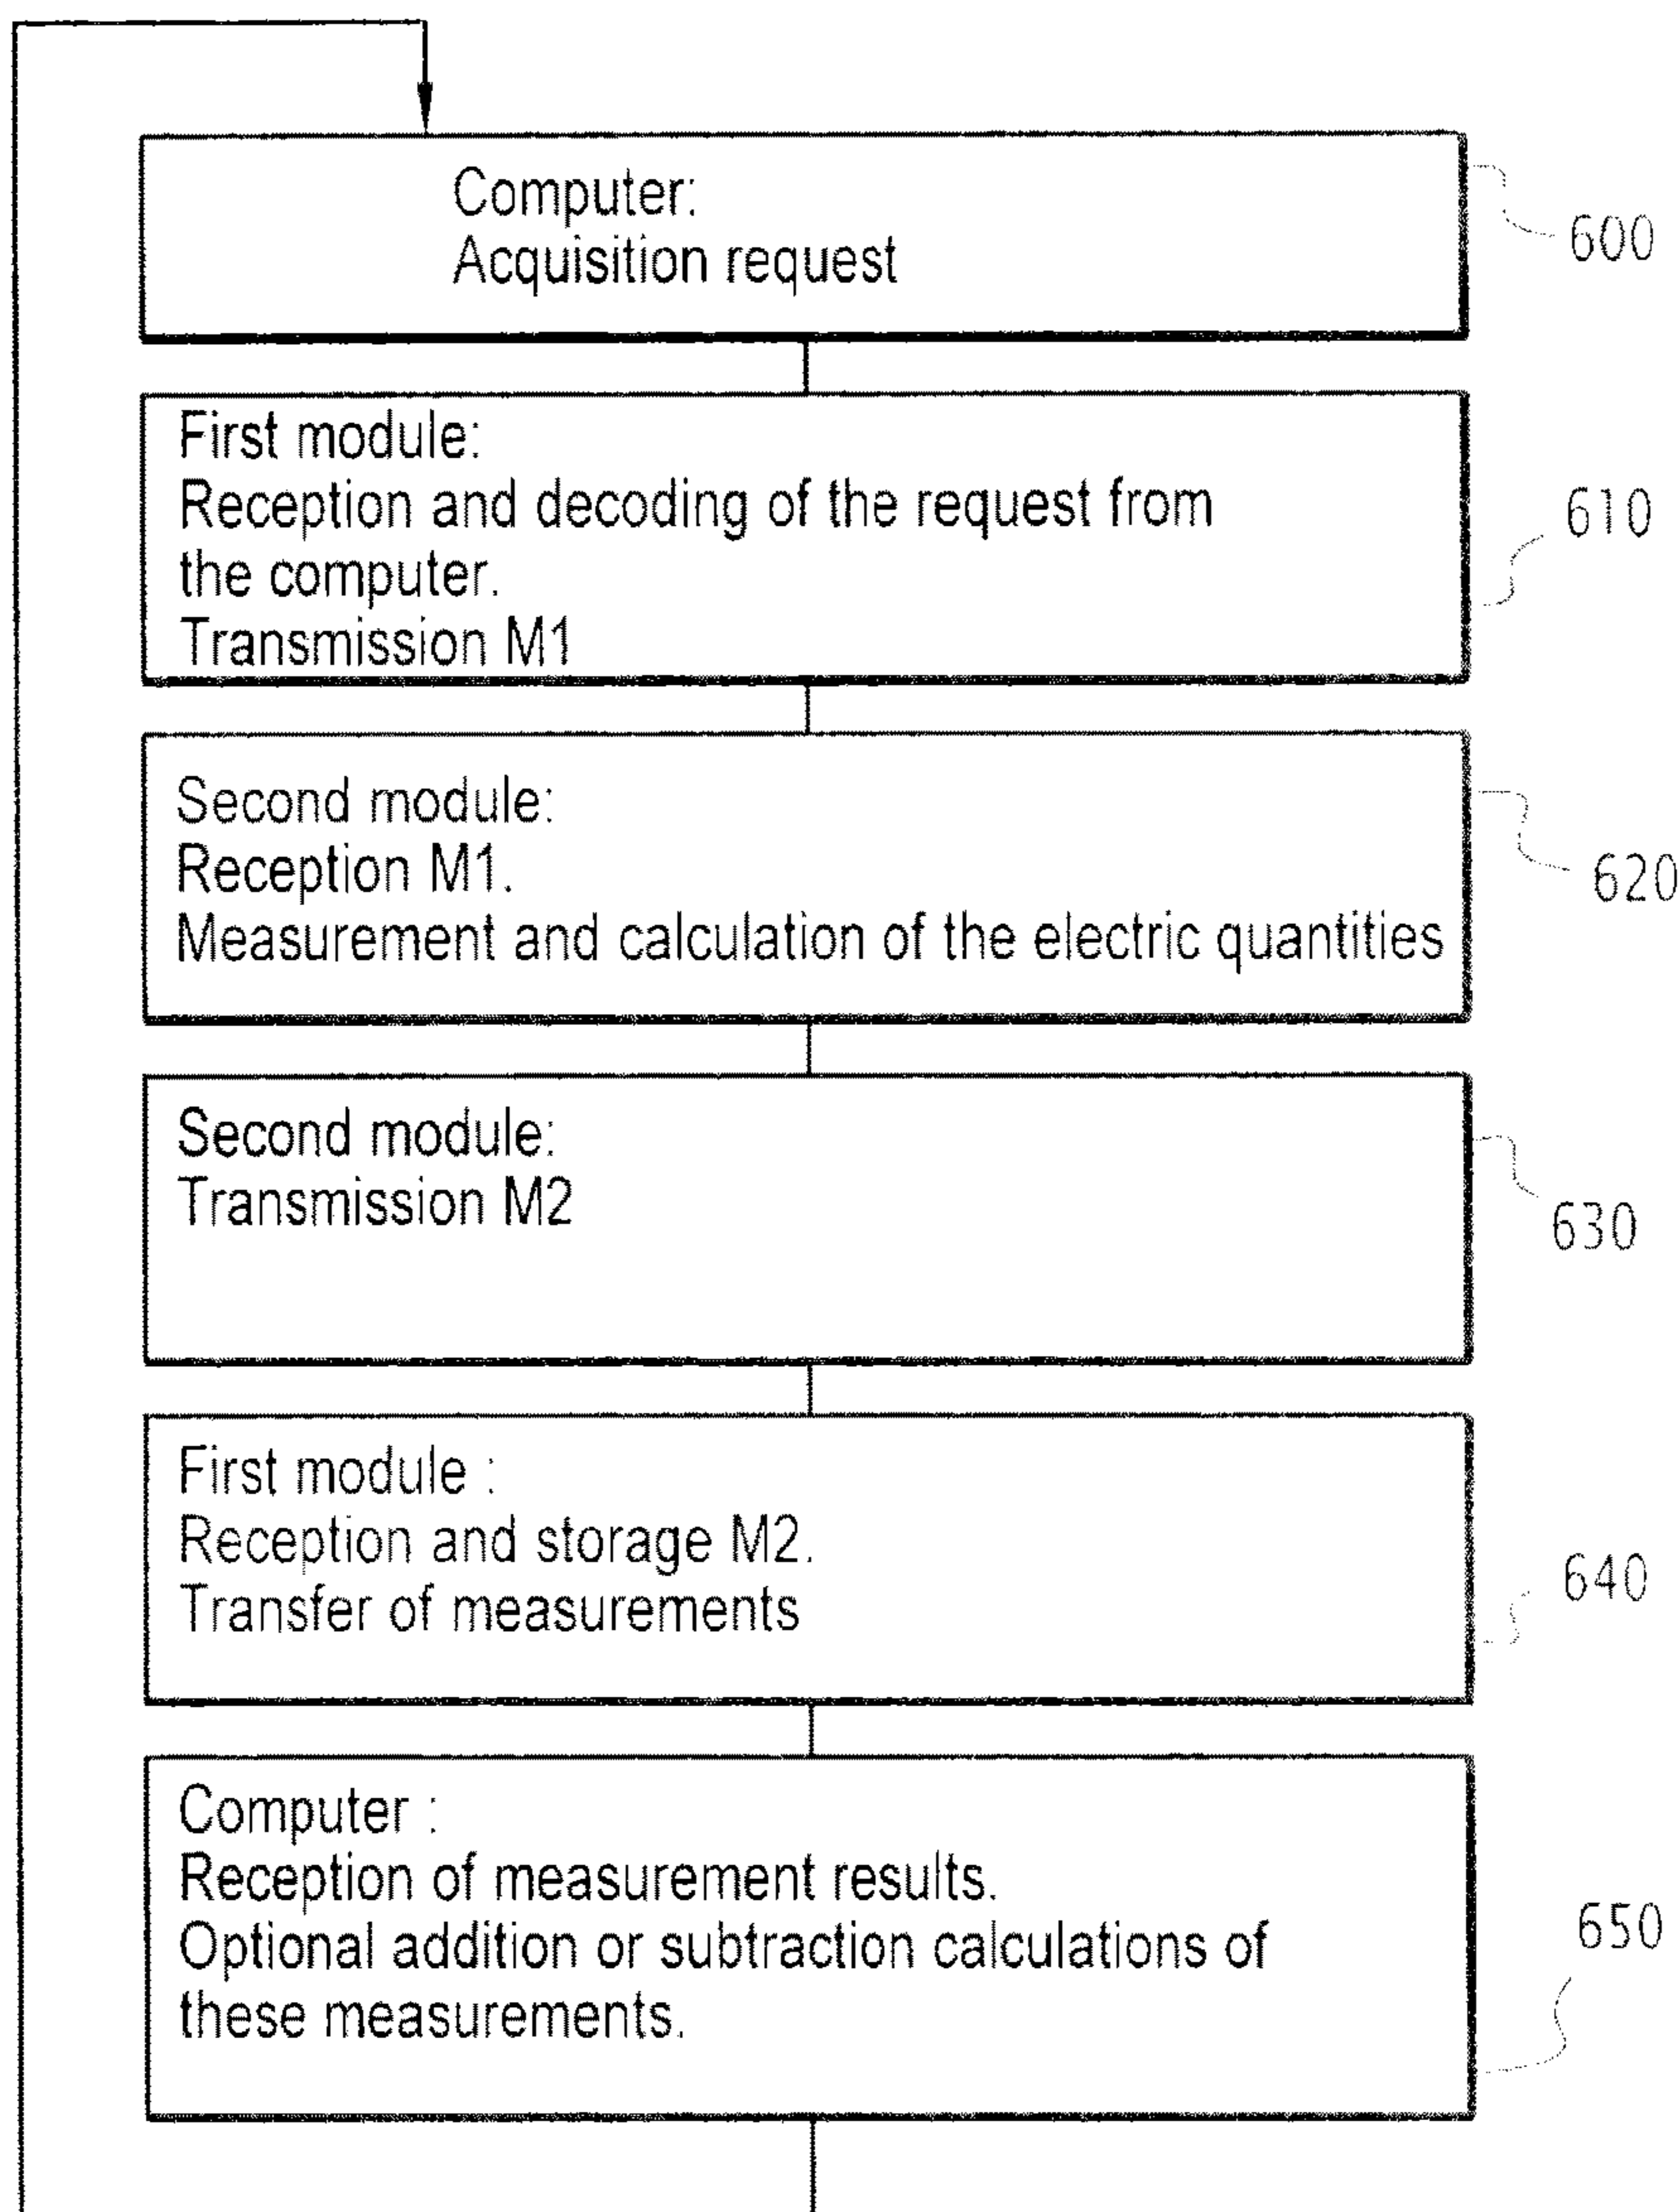 Computer:
Acquisition request
600
First module:
Reception and decoding of the request from
the computer.
Transmission M1
610
Second module:
Reception M1.
Measurement and calculation of the electric quantities
620
Second module:
Transmission M2
630
First module :
Reception and storage M2.
Transfer of measurements
640
Computer :
Reception of measurement results.
Optional addition or subtraction calculations of
these measurements.
650